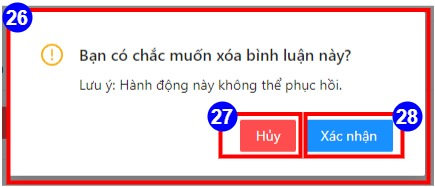 26
Bạn có chắc muốn xóa bình luận này?
Lưu ý: Hành động này không thể phục hồi.
27 28
Hủy Xác nhận